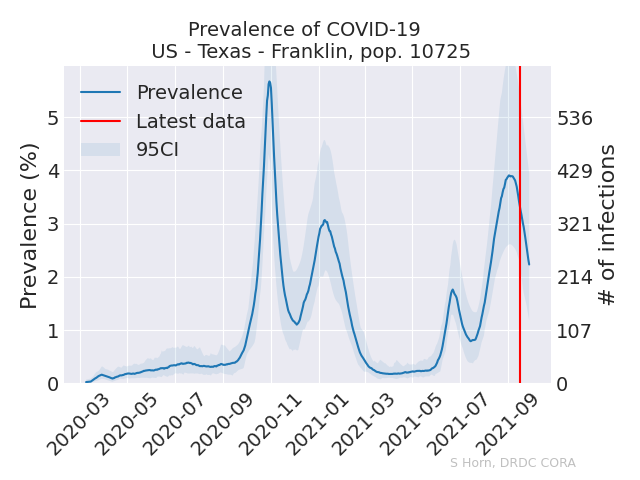 Prevalence of COVID-19
US - Texas - Franklin, pop. 10725
Prevalence
Latest data
95CI
Prevalence (%)
5
4
3
2
1
0
536
429
321
214
107
0
# of infections
2020-03
2020-05
2020-07
2020-09
2020-11
2021-01
2021-03
2021-05
2021-07
2021-09
S Horn, DRDC CORA